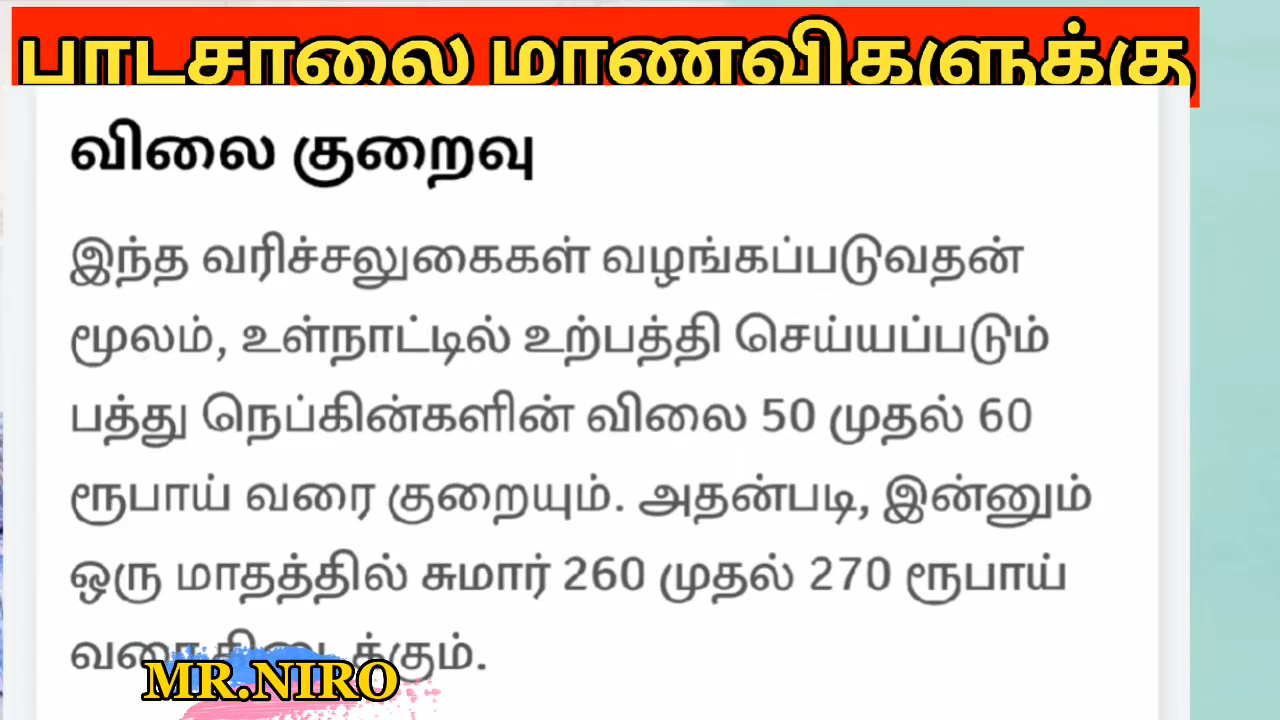 பாடசாலை மாணவிகளுக்கு
விலை குறைவு
இந்த வரிச்சலுகைகள் வழங்கப்படுவதன்
மூலம், உள்நாட்டில் உற்பத்தி செய்யப்படும்
பத்து நெப்கின்களின் விலை 50 முதல் 60
ரூபாய் வரை குறையும். அதன்படி, இன்னும்
ஒரு மாதத்தில் சுமார் 260 முதல் 270 ரூபாய்
வரை கிடைக்கும்.
MR.NIRO